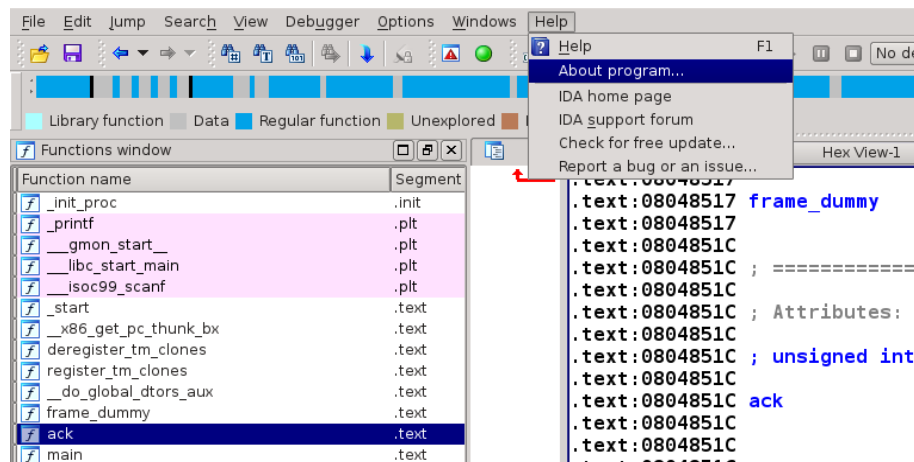 File Edit Jump Search View Debugger Options Windows Help
Help F1
No de
About program...
IDA home page
IDA support forum
Check for free update...
Report a bug or an issue...
Library function Data Regular function Unexplored
Functions window
Hex View-1
Function name Segment
_init_proc .init
_printf .plt
___gmon_start__ .plt
___libc_start_main .plt
___isoc99_scanf .plt
_start .text
__x86_get_pc_thunk_bx .text
deregister_tm_clones .text
register_tm_clones .text
__do_global_dtors_aux .text
frame_dummy .text
ack .text
main .text
.text:08048517
.text:08048517 frame_dummy
.text:08048517
.text:0804851C
.text:0804851C ; =============
.text:0804851C
.text:0804851C ; Attributes:
.text:0804851C
.text:0804851C ; unsigned int
.text:0804851C
.text:0804851C ack
.text:0804851C
.text:0804851C